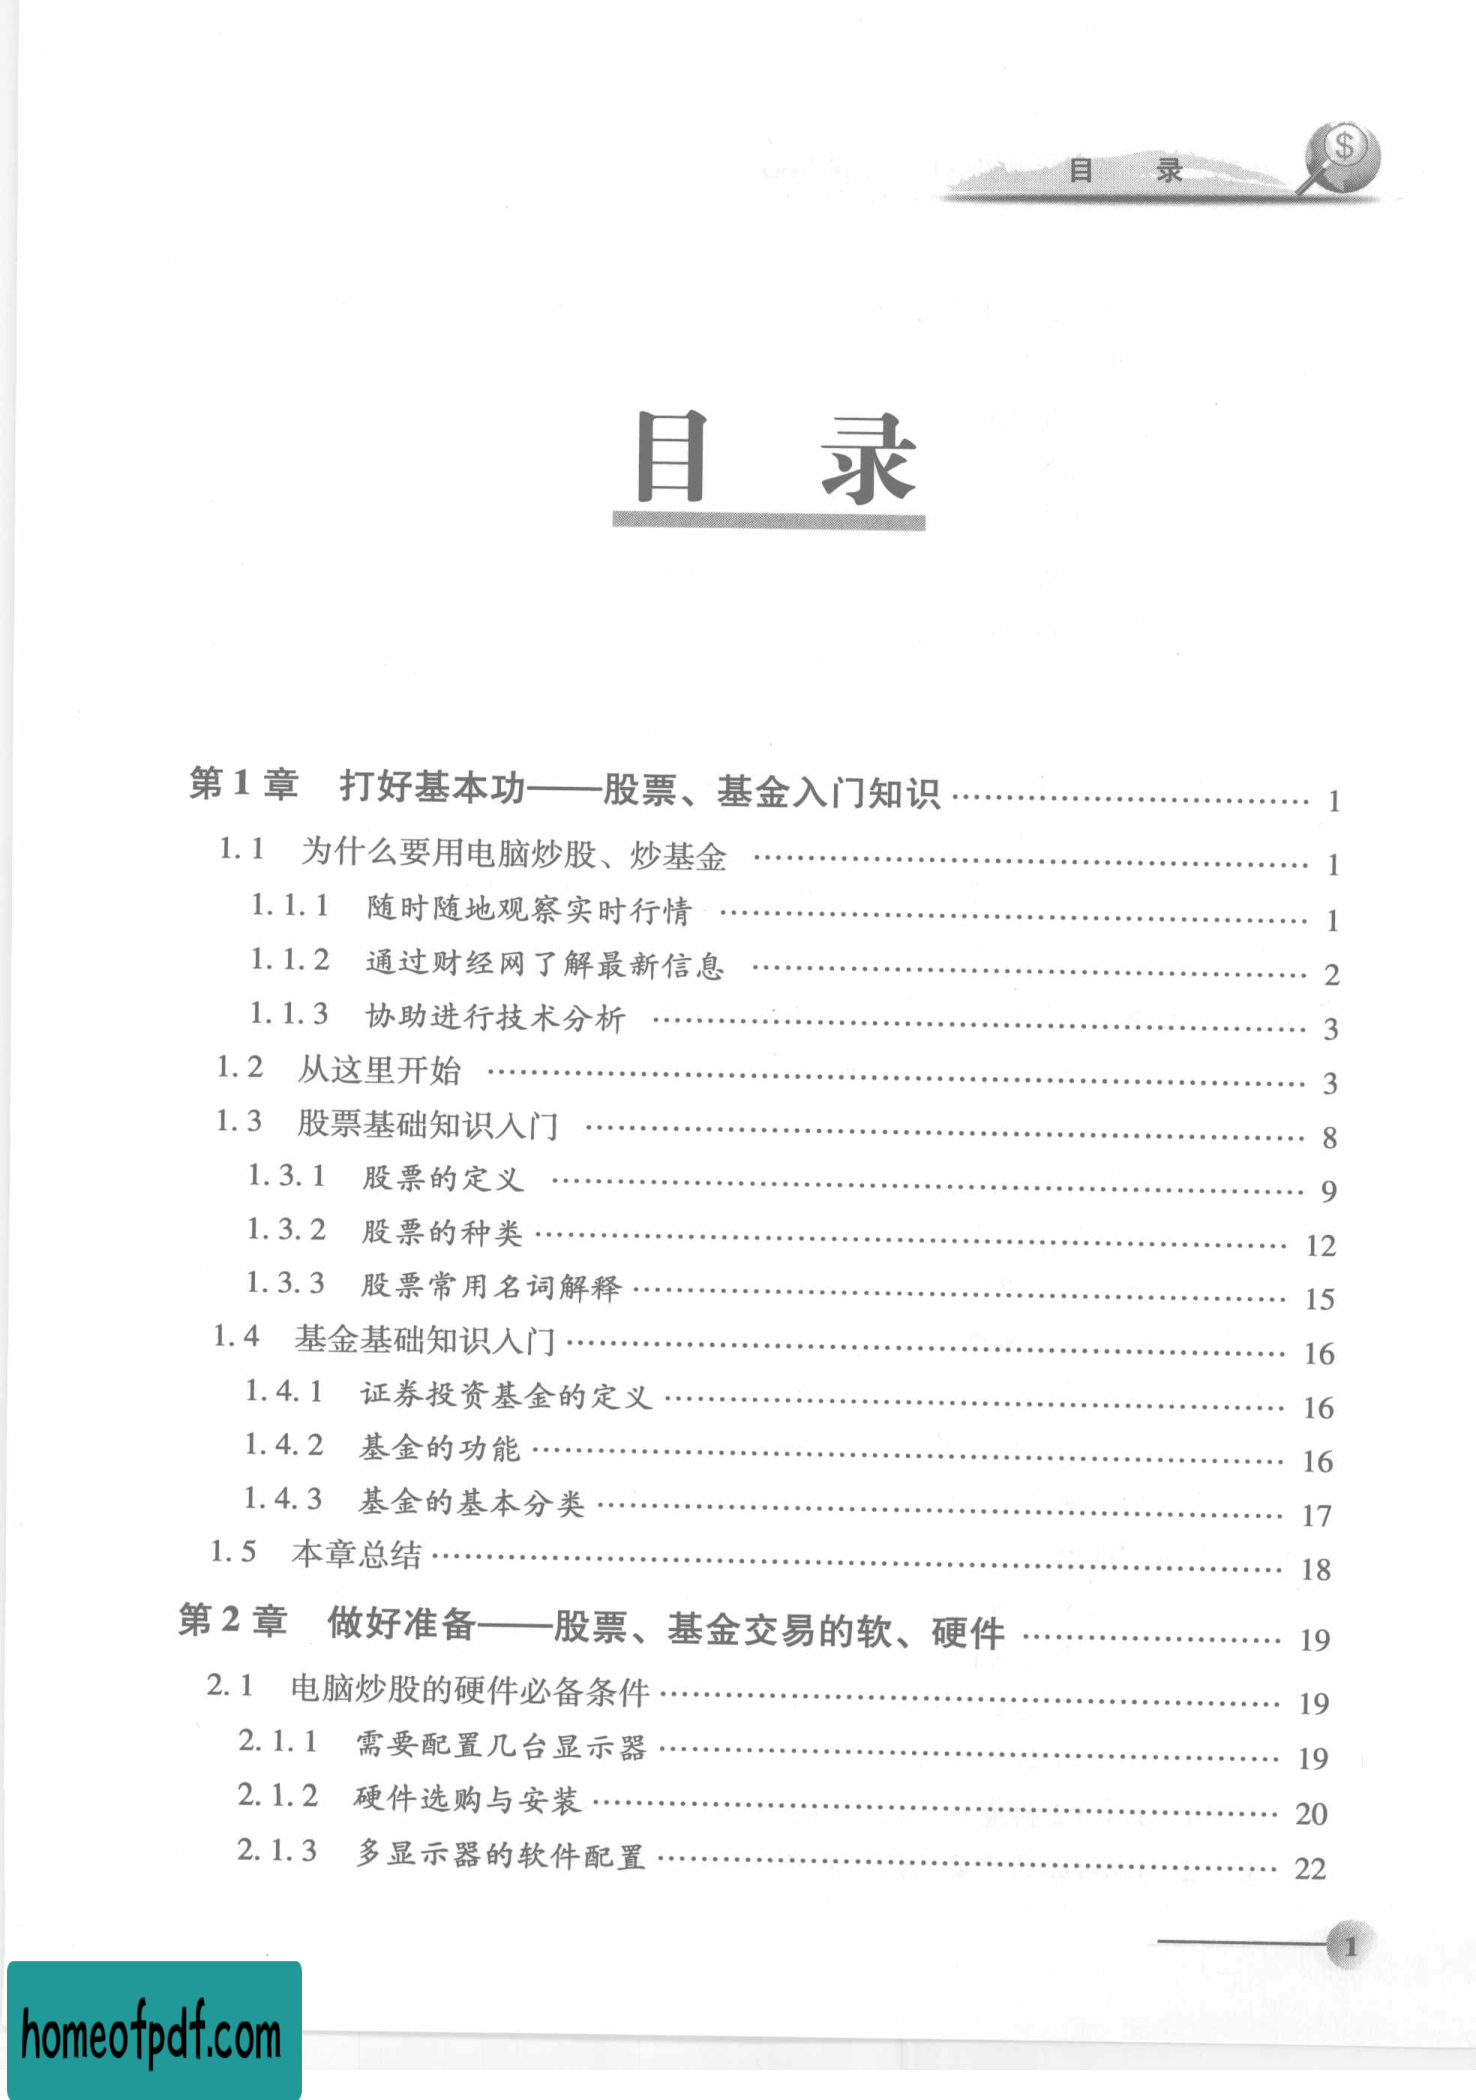 目 录
目 录
第1章 打好基本功——股票、基金入门知识 …… 1
1.1 为什么要用电脑炒股、炒基金 …… 1
1.1.1 随时随地观察实时行情 …… 1
1.1.2 通过财经网了解最新信息 …… 2
1.1.3 协助进行技术分析 …… 3
1.2 从这里开始 …… 3
1.3 股票基础知识入门 …… 8
1.3.1 股票的定义 …… 9
1.3.2 股票的种类 …… 12
1.3.3 股票常用名词解释 …… 15
1.4 基金基础知识入门 …… 16
1.4.1 证券投资基金的定义 …… 16
1.4.2 基金的功能 …… 16
1.4.3 基金的基本分类 …… 17
1.5 本章总结 …… 18
第2章 做好准备——股票、基金交易的软、硬件 …… 19
2.1 电脑炒股的硬件必备条件 …… 19
2.1.1 需要配置几台显示器 …… 19
2.1.2 硬件选购与安装 …… 20
2.1.3 多显示器的软件配置 …… 22
1
homeofpdf.com